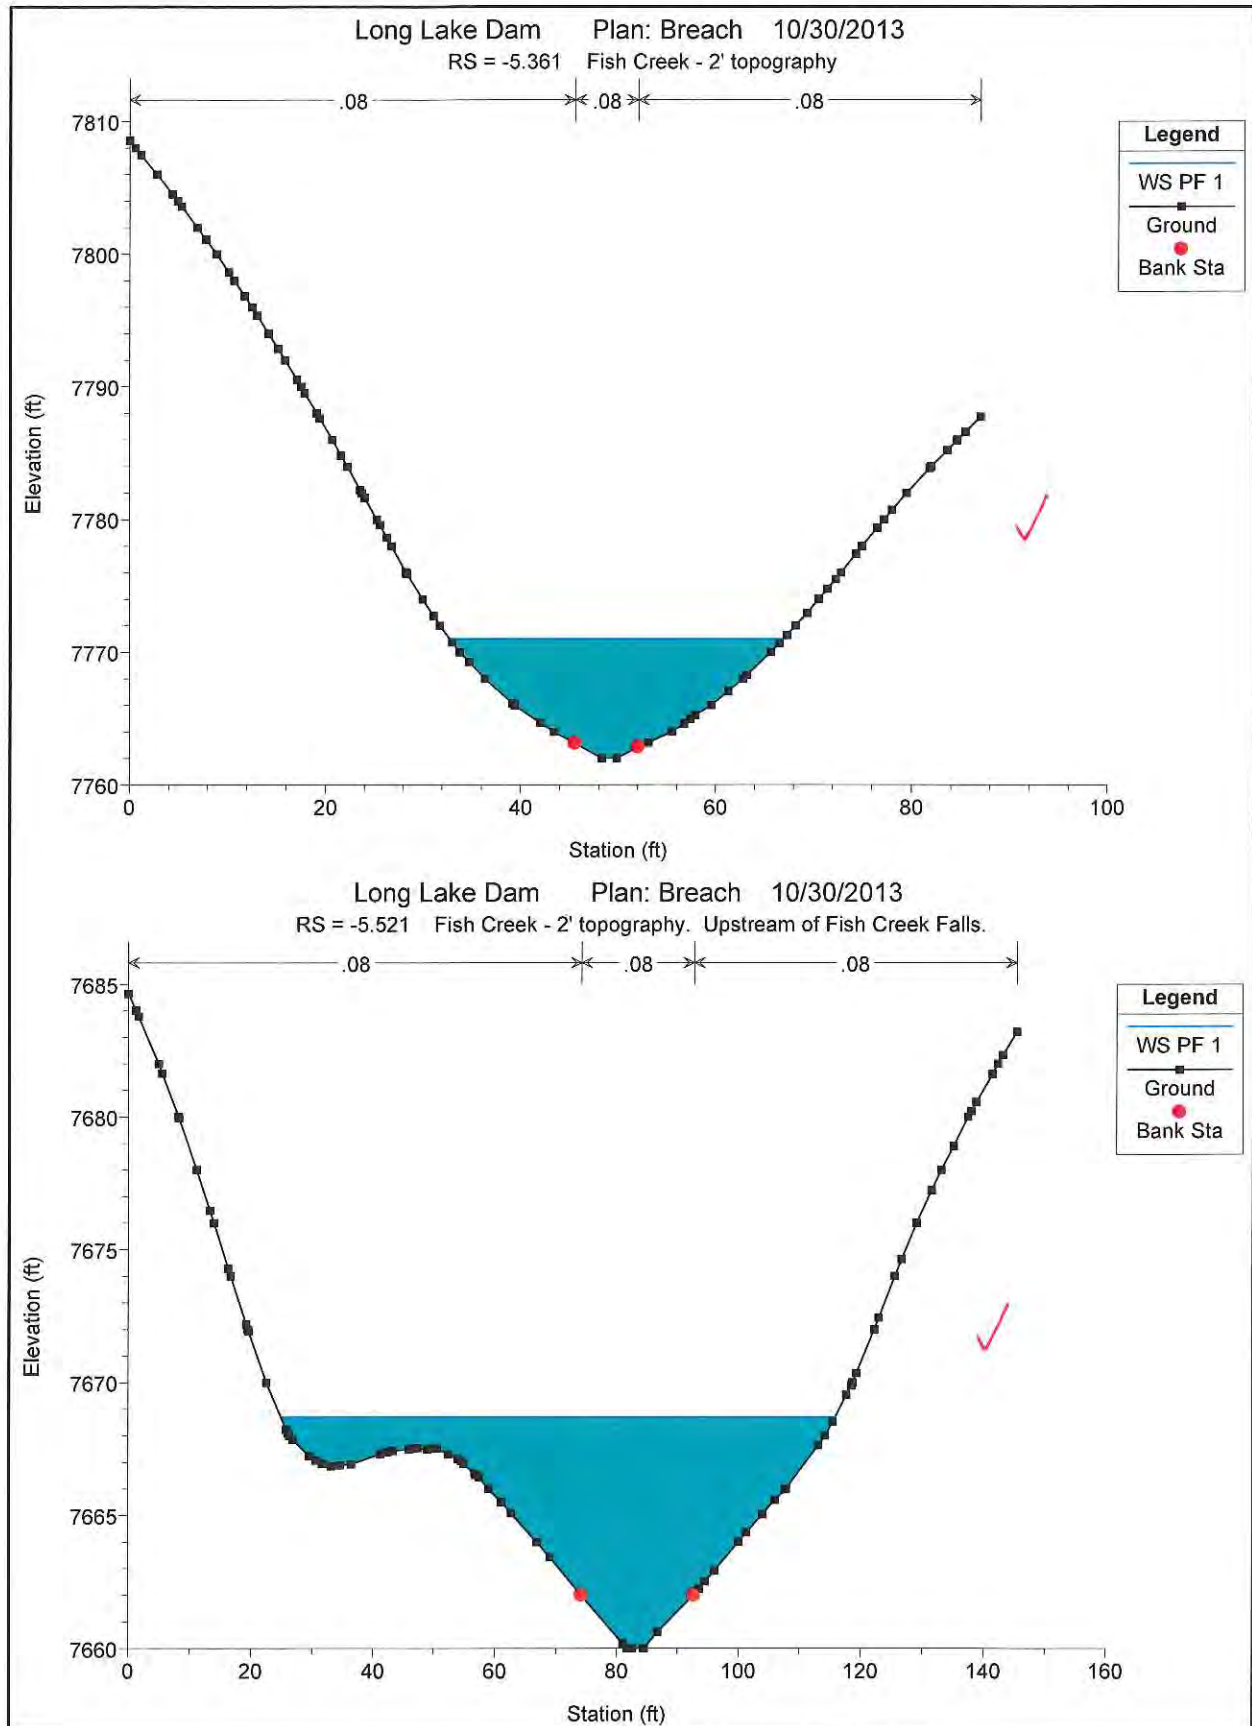 Long Lake Dam Plan: Breach 10/30/2013
RS = -5.361 Fish Creek - 2' topography
.08 .08 .08
Legend
WS PF 1
Ground
Bank Sta
Elevation (ft)
7810
7800
7790
7780
7770
7760
0 20 40 60 80 100
Station (ft)
Long Lake Dam Plan: Breach 10/30/2013
RS = -5.521 Fish Creek - 2' topography. Upstream of Fish Creek Falls.
.08 .08 .08
Legend
WS PF 1
Ground
Bank Sta
Elevation (ft)
7685
7680
7675
7670
7665
7660
0 20 40 60 80 100 120 140 160
Station (ft)